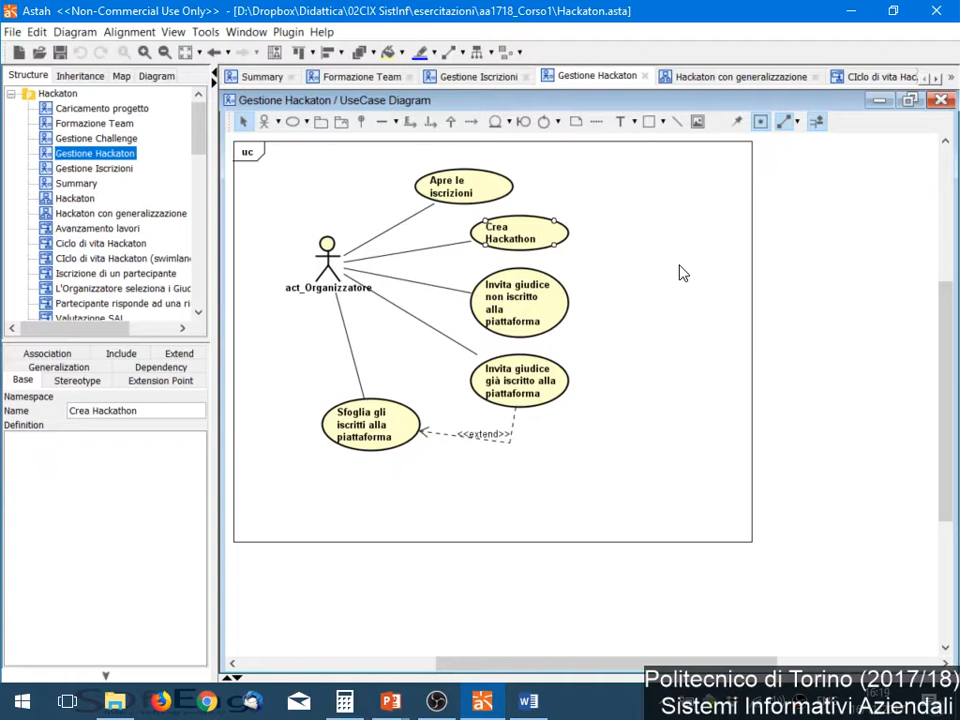 Astah <<Non-Commercial Use Only>> - [D:\Dropbox\Didattica\02CIX SistInf\esercitazioni\aa1718_Corso1\Hackaton.asta]
File Edit Diagram Alignment View Tools Window Plugin Help
Structure Inheritance Map Diagram
Summary Formazione Team Gestione Iscrizioni Gestione Hackaton Hackaton con generalizzazione CIclo di vita Hac
Hackaton
Caricamento progetto
Formazione Team
Gestione Challenge
Gestione Hackaton
Gestione Iscrizioni
Summary
Hackaton
Hackaton con generalizzazione
Avanzamento lavori
Ciclo di vita Hackaton
CIclo di vita Hackaton (swimlan
Iscrizione di un partecipante
L'Organizzatore seleziona i Giud
Partecipante risponde ad una ri
Valutazione SAL
Association Include Extend
Generalization Dependency
Base Stereotype Extension Point
Namespace
Name Crea Hackathon
Definition
Gestione Hackaton / UseCase Diagram
uc
Apre le
iscrizioni
Crea
Hackathon
act_Organizzatore
Invita giudice
non iscritto
alla
piattaforma
Invita giudice
già iscritto alla
piattaforma
Sfoglia gli
iscritti alla
piattaforma
<<extend>>
Politecnico di Torino (2017/18)
16:19
Sistemi Informativi Aziendali